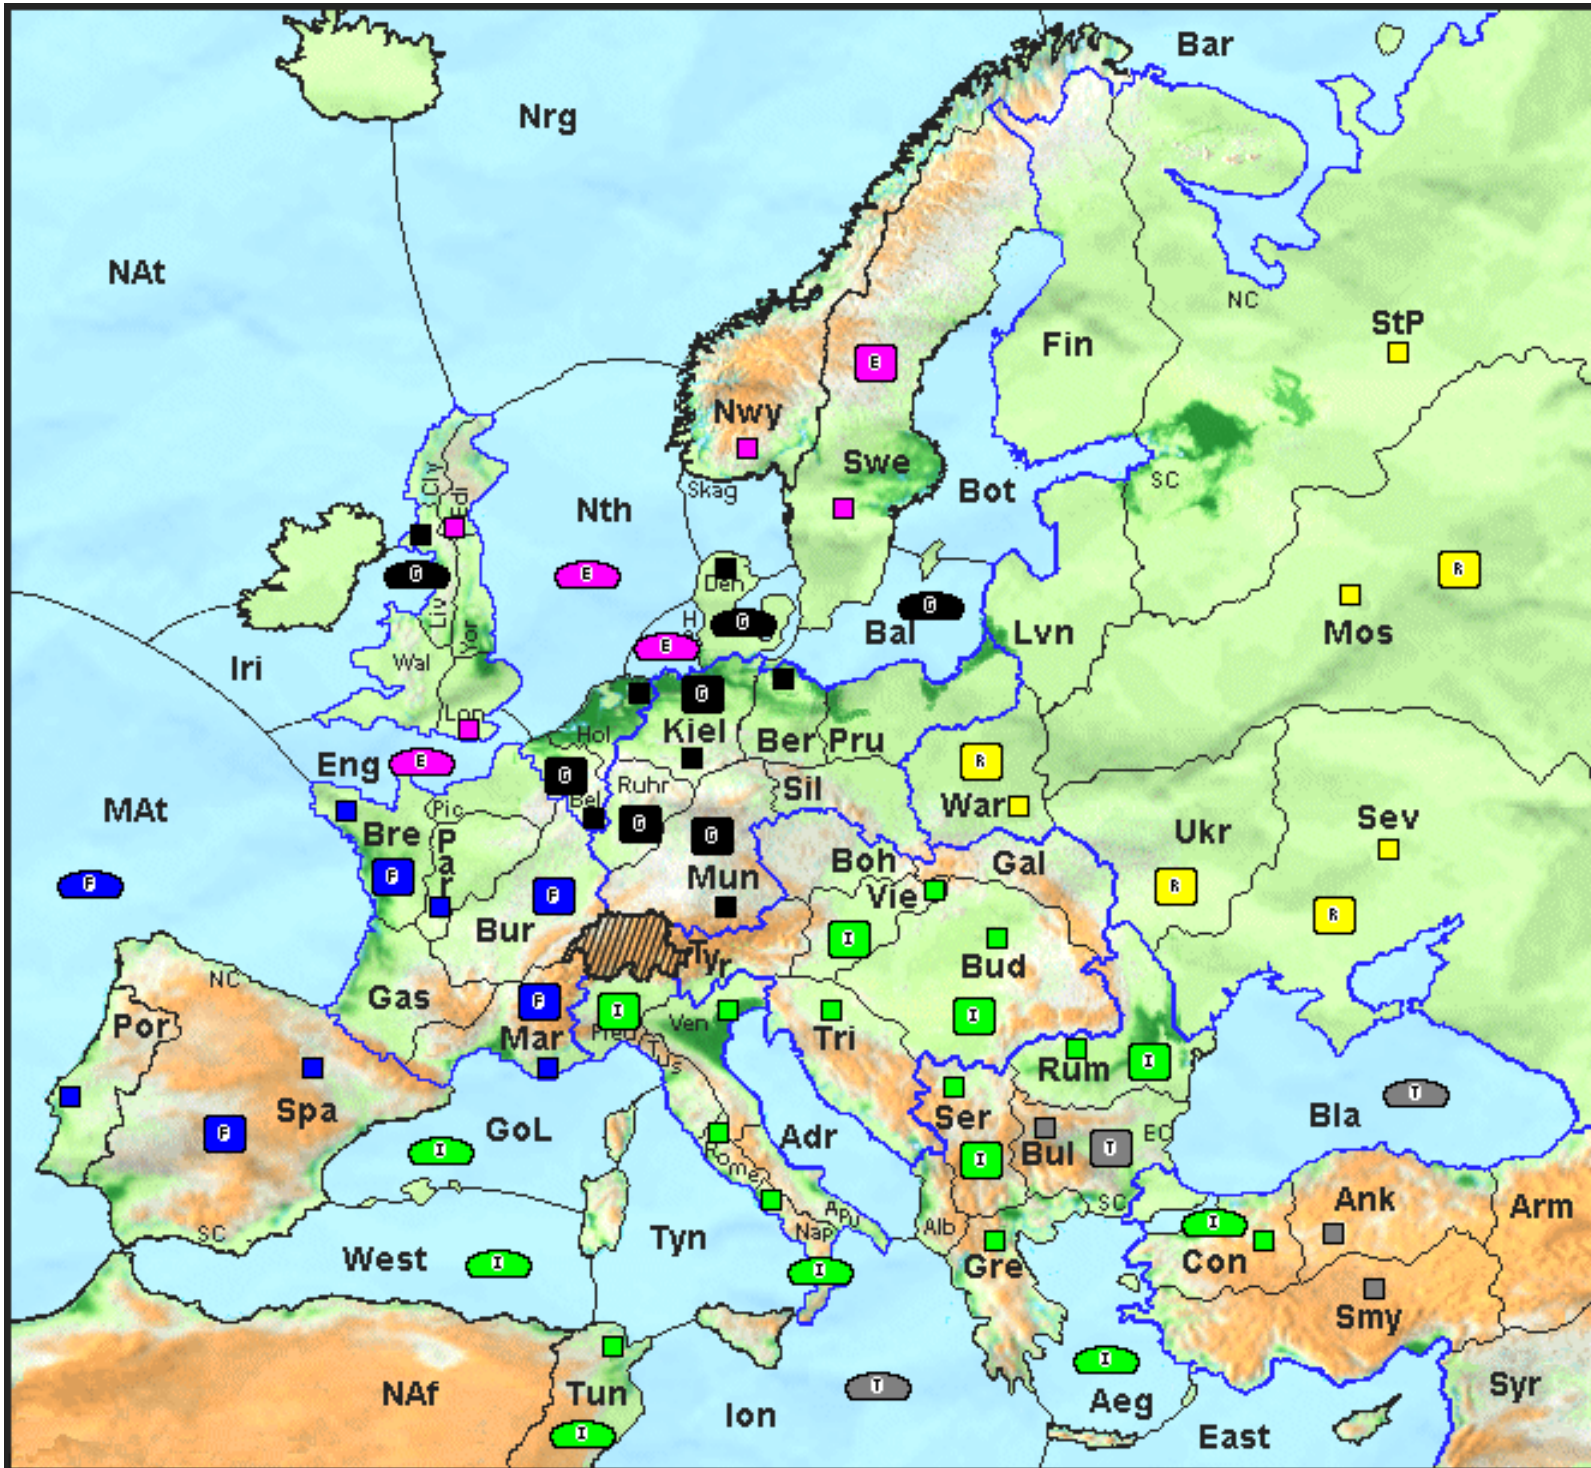 Bar
Nrg
NAt
NC
StP
Fin
Nwy
E
Swe
Cly
Edi
Skag
Bot
SC
Nth
R
G
E
Den
G
Liv
Yor
Hel
G
Bal
Lvn
Mos
Iri
Wal
E
G
Lon
Hol
Kiel
Ber
Pru
Eng
E
G
Ruhr
Sil
R
War
MAt
Pic
Bel
Bre
Par
G
G
Boh
Gal
Ukr
Sev
F
F
F
Mun
Vie
R
R
Bur
Tyr
I
Bud
NC
Gas
F
I
I
Por
Mar
Pied
Ven
Tri
Tus
Rum
I
Spa
F
GoL
I
Adr
Ser
Bul
T
EC
Bla
T
Rome
I
SC
Tyn
Apu
Nap
Alb
SC
I
Ank
Arm
West
I
I
Gre
Con
Smy
NAf
Tun
I
Ion
T
I
Aeg
East
Syr